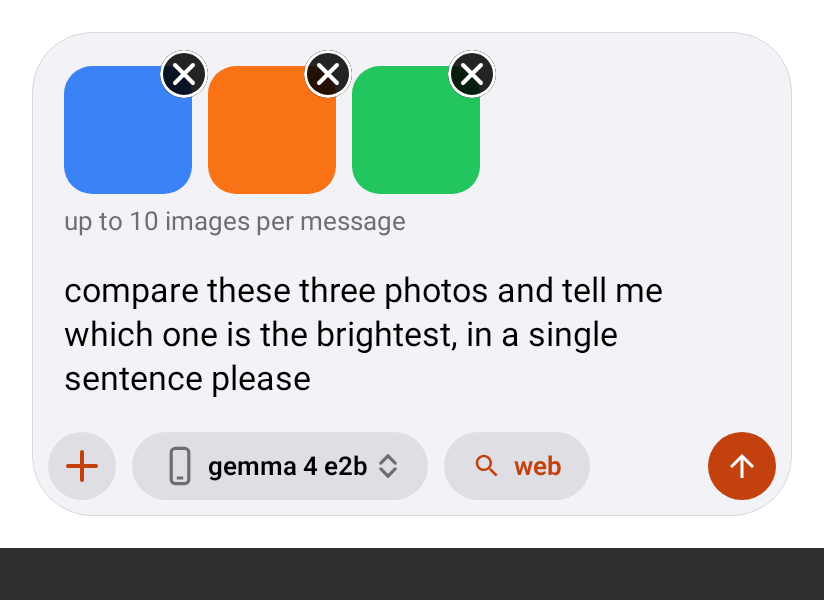 up to 10 images per message
compare these three photos and tell me
which one is the brightest, in a single
sentence please
gemma 4 e2b
web